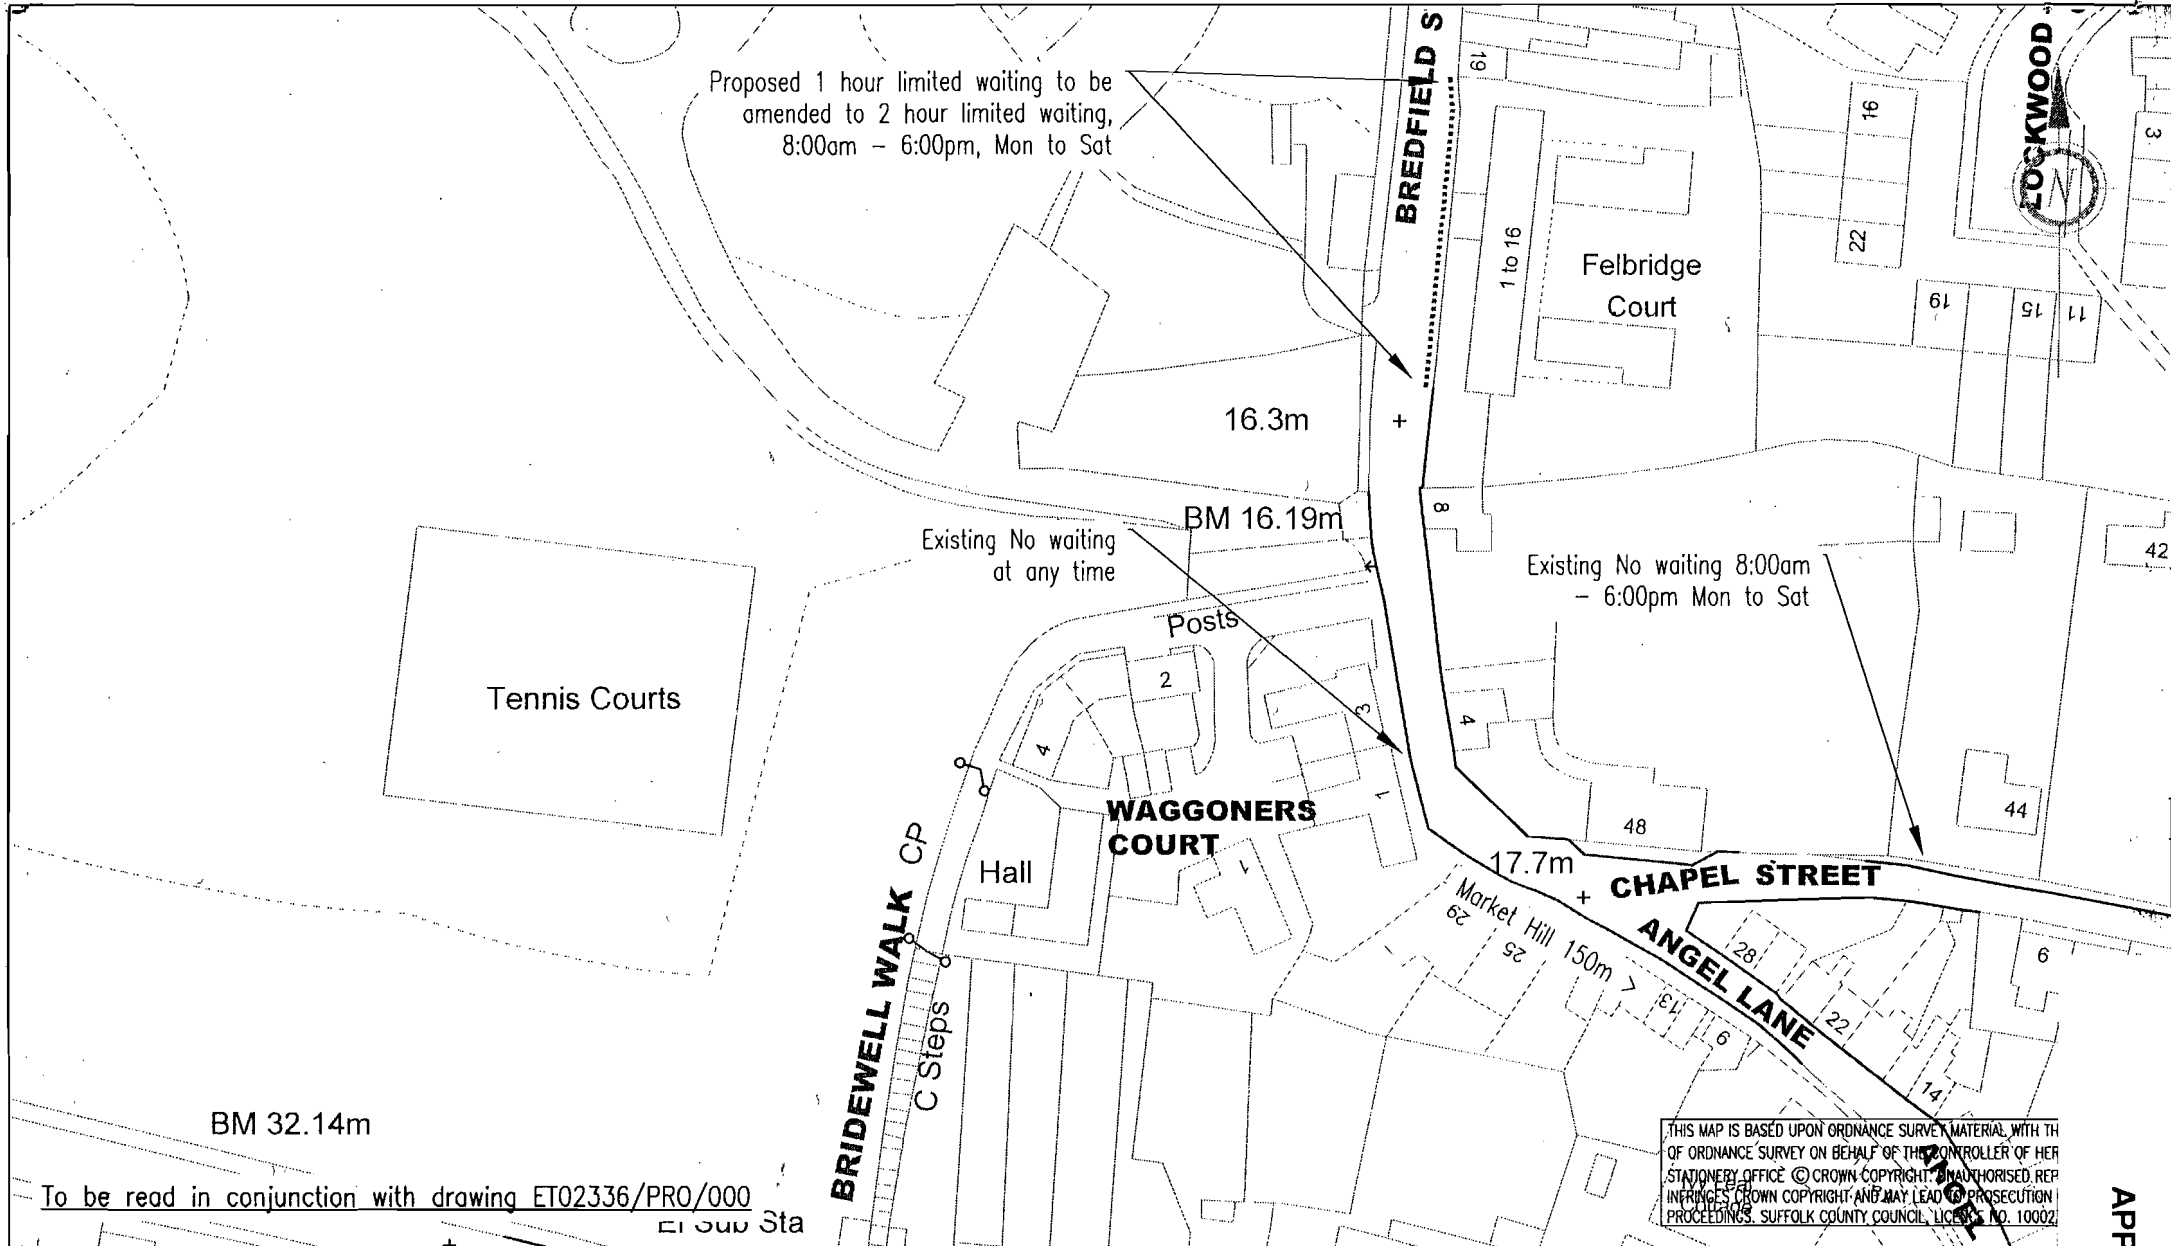 Proposed 1 hour limited waiting to be
amended to 2 hour limited waiting,
8:00am – 6:00pm, Mon to Sat
BREDFIELD S
19
LOCKWOOD
N
16
22
3
1 to 16
Felbridge
Court
19
15
11
16.3m
BM 16.19m
8
Existing No waiting
at any time
Existing No waiting 8:00am
– 6:00pm Mon to Sat
42
Posts
2
3
4
4
Tennis Courts
1
WAGGONERS
COURT
48
44
Hall
1
17.7m
CHAPEL STREET
BRIDEWELL WALK
CP
Market Hill 150m >
29
25
13
9
ANGEL LANE
28
22
14
6
C Steps
BM 32.14m
To be read in conjunction with drawing ET02336/PRO/000
El Sub Sta
THIS MAP IS BASED UPON ORDNANCE SURVEY MATERIAL WITH TH
OF ORDNANCE SURVEY ON BEHALF OF THE CONTROLLER OF HER
STATIONERY OFFICE © CROWN COPYRIGHT. UNAUTHORISED REP
INFRINGES CROWN COPYRIGHT AND MAY LEAD TO PROSECUTION
PROCEEDINGS. SUFFOLK COUNTY COUNCIL, LICENCE NO. 10002
ANGEL
APP